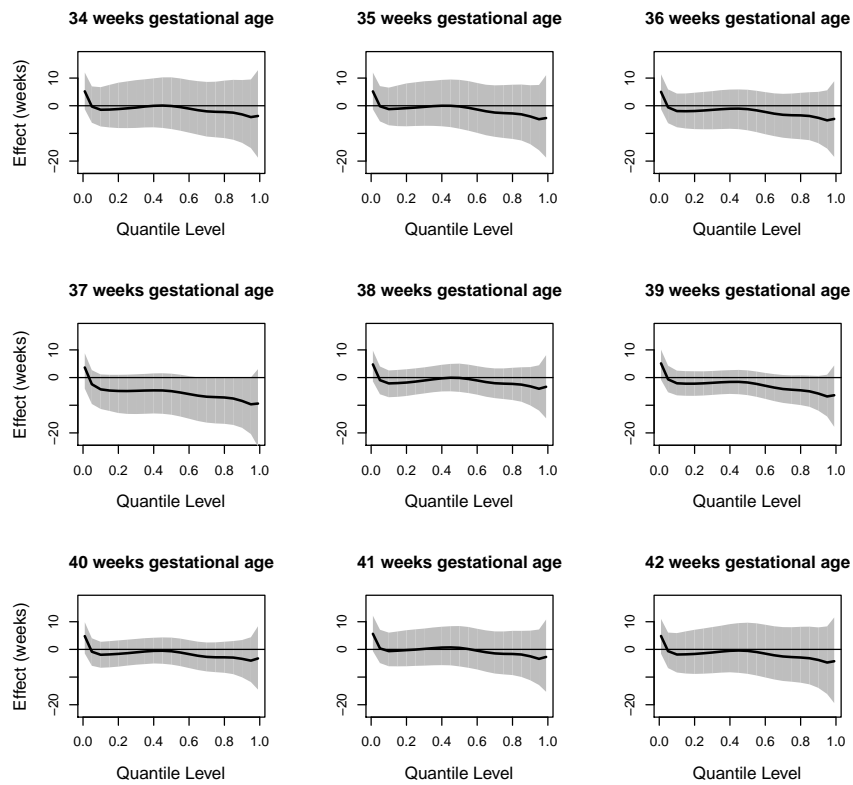 34 weeks gestational age
35 weeks gestational age
36 weeks gestational age
Effect (weeks)
10
0
−20
10
0
−20
10
0
−20
0.0 0.2 0.4 0.6 0.8 1.0
0.0 0.2 0.4 0.6 0.8 1.0
0.0 0.2 0.4 0.6 0.8 1.0
Quantile Level
Quantile Level
Quantile Level
37 weeks gestational age
38 weeks gestational age
39 weeks gestational age
Effect (weeks)
10
0
−20
10
0
−20
10
0
−20
0.0 0.2 0.4 0.6 0.8 1.0
0.0 0.2 0.4 0.6 0.8 1.0
0.0 0.2 0.4 0.6 0.8 1.0
Quantile Level
Quantile Level
Quantile Level
40 weeks gestational age
41 weeks gestational age
42 weeks gestational age
Effect (weeks)
10
0
−20
10
0
−20
10
0
−20
0.0 0.2 0.4 0.6 0.8 1.0
0.0 0.2 0.4 0.6 0.8 1.0
0.0 0.2 0.4 0.6 0.8 1.0
Quantile Level
Quantile Level
Quantile Level